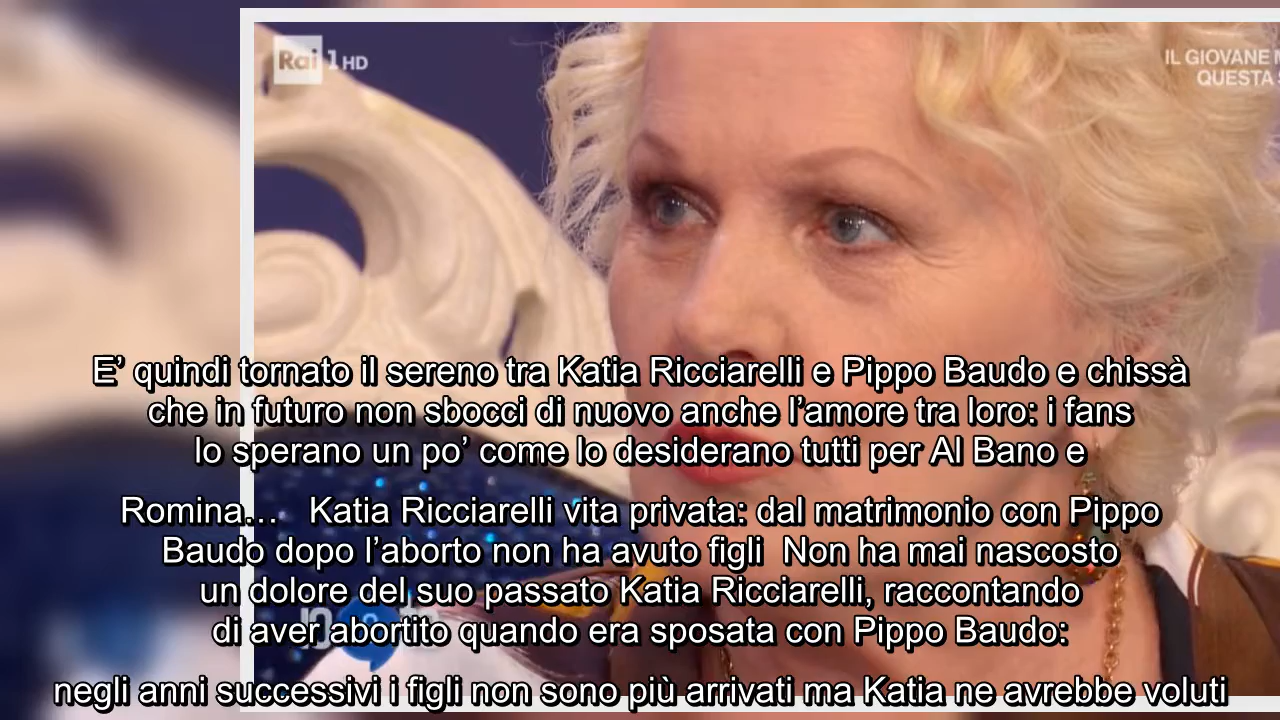 Rai 1 HD
IL GIOVANE
QUESTA
E’ quindi tornato il sereno tra Katia Ricciarelli e Pippo Baudo e chissà
che in futuro non sbocci di nuovo anche l’amore tra loro: i fans
lo sperano un po’ come lo desiderano tutti per Al Bano e
Romina… Katia Ricciarelli vita privata: dal matrimonio con Pippo
Baudo dopo l’aborto non ha avuto figli Non ha mai nascosto
un dolore del suo passato Katia Ricciarelli, raccontando
di aver abortito quando era sposata con Pippo Baudo:
negli anni successivi i figli non sono più arrivati ma Katia ne avrebbe voluti